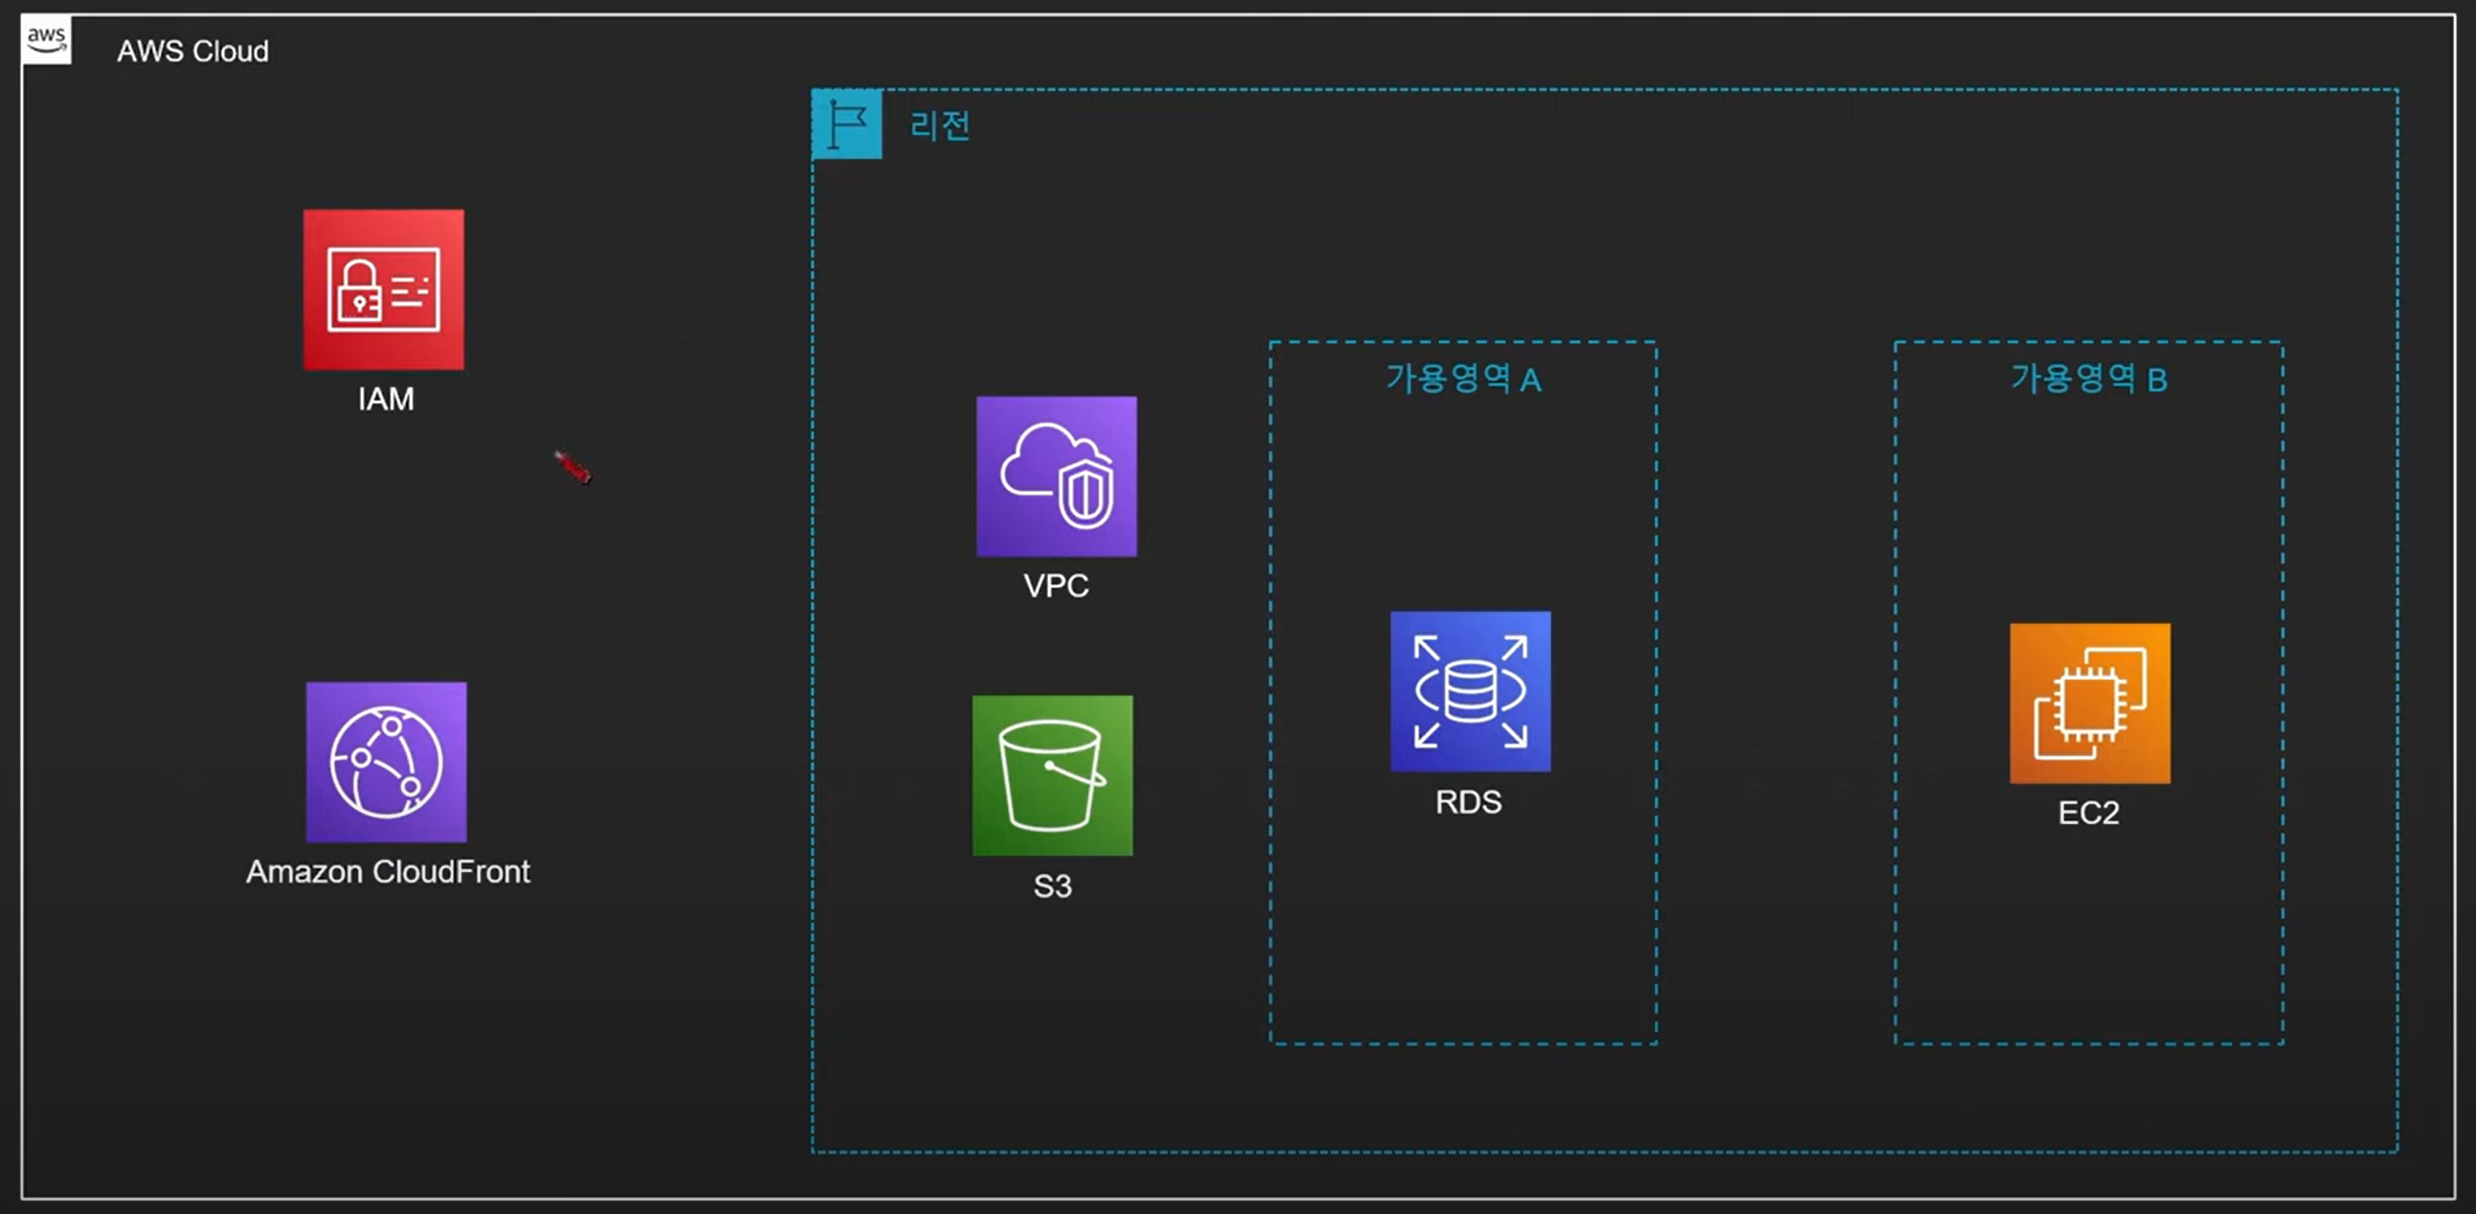 aws
AWS Cloud
리전
IAM
가용영역 A
가용영역 B
VPC
RDS
EC2
Amazon CloudFront
S3